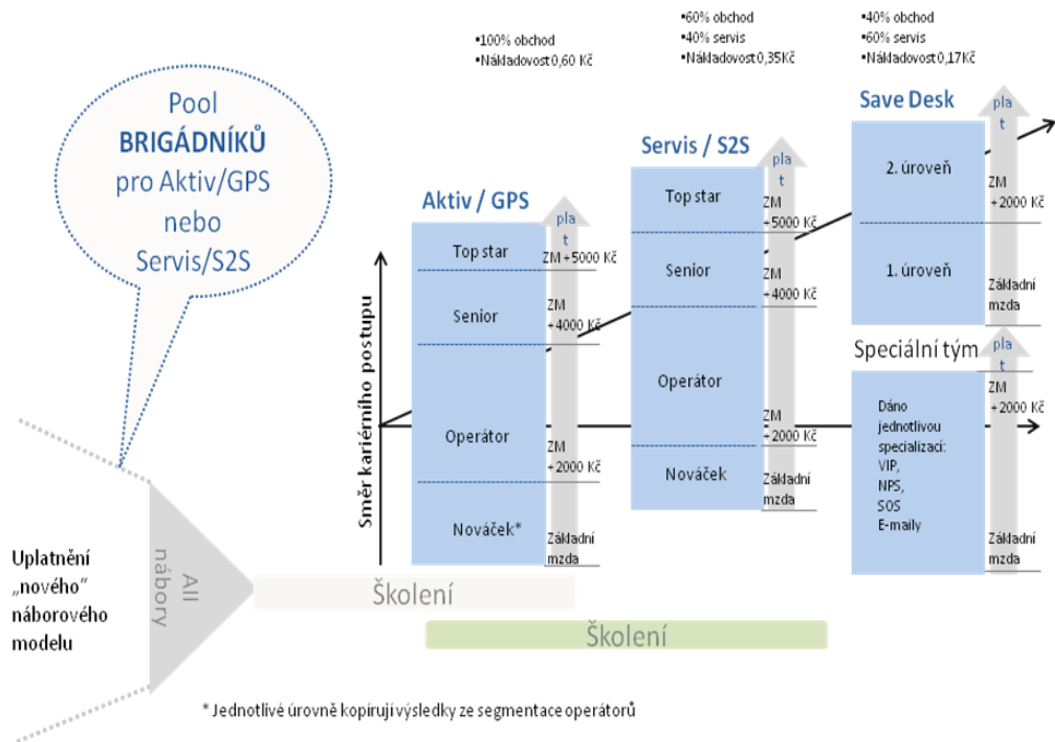 ▪100% obchod
▪Nákladovost 0,60 Kč
▪60% obchod
▪40% servis
▪Nákladovost 0,35Kč
▪40% obchod
▪60% servis
▪Nákladovost 0,17Kč
Pool
BRIGÁDNÍKŮ
pro Aktiv/GPS
nebo
Servis/S2S
Směr kariérního postupu
Aktiv / GPS
Top star
Senior
Operátor
Nováček*
pla
t
ZM +5000 Kč
ZM
+4000 Kč
ZM
+2000 Kč
Základní
mzda
Servis / S2S
Top star
Senior
Operátor
Nováček
pla
t
ZM
+5000 Kč
ZM
+4000 Kč
ZM
+2000 Kč
Základní
mzda
Save Desk
2. úroveň
1. úroveň
pla
t
ZM
+2000 Kč
Základní
mzda
Speciální tým
Dáno
jednotlivou
specializací:
VIP,
NPS,
SOS
E-maily
pla
t
ZM
+2000 Kč
Základní
mzda
Uplatnění
„nového“
náborového
modelu
All
nábory
Školení
Školení
* Jednotlivé úrovně kopírují výsledky ze segmentace operátorů